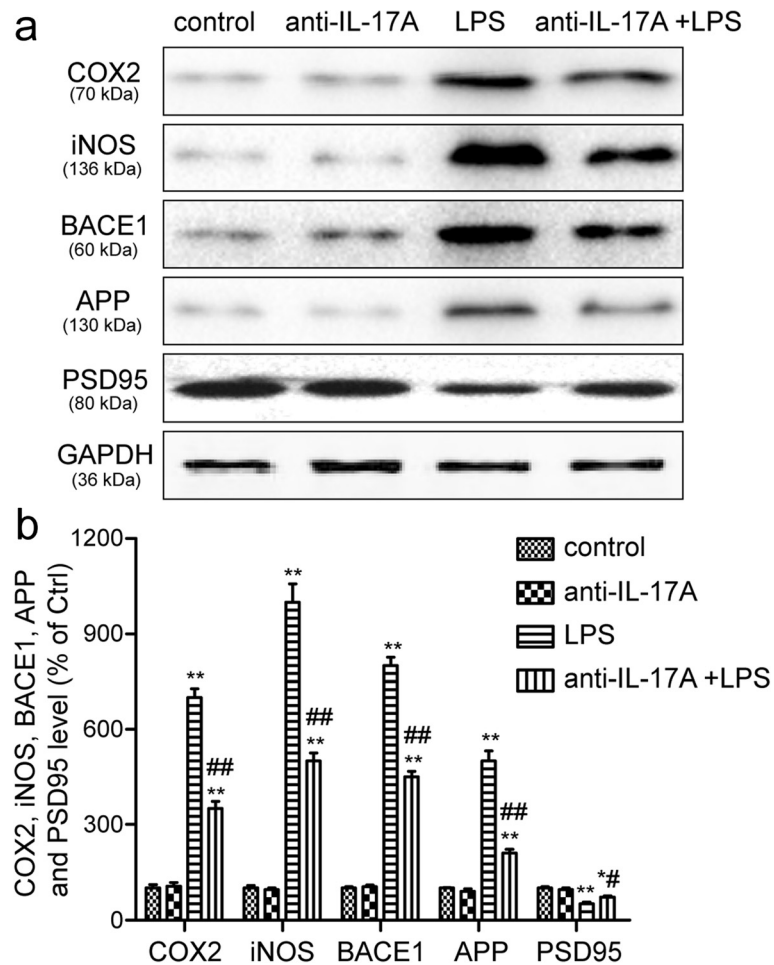 a
control anti-IL-17A LPS anti-IL-17A +LPS
COX2
(70 kDa)
iNOS
(136 kDa)
BACE1
(60 kDa)
APP
(130 kDa)
PSD95
(80 kDa)
GAPDH
(36 kDa)
b
COX2, iNOS, BACE1, APP
and PSD95 level (% of Ctrl)
1200
900
600
300
0
control
anti-IL-17A
LPS
anti-IL-17A +LPS
**
##
**
**
##
**
**
##
**
**
##
**
**
*#
COX2 iNOS BACE1 APP PSD95